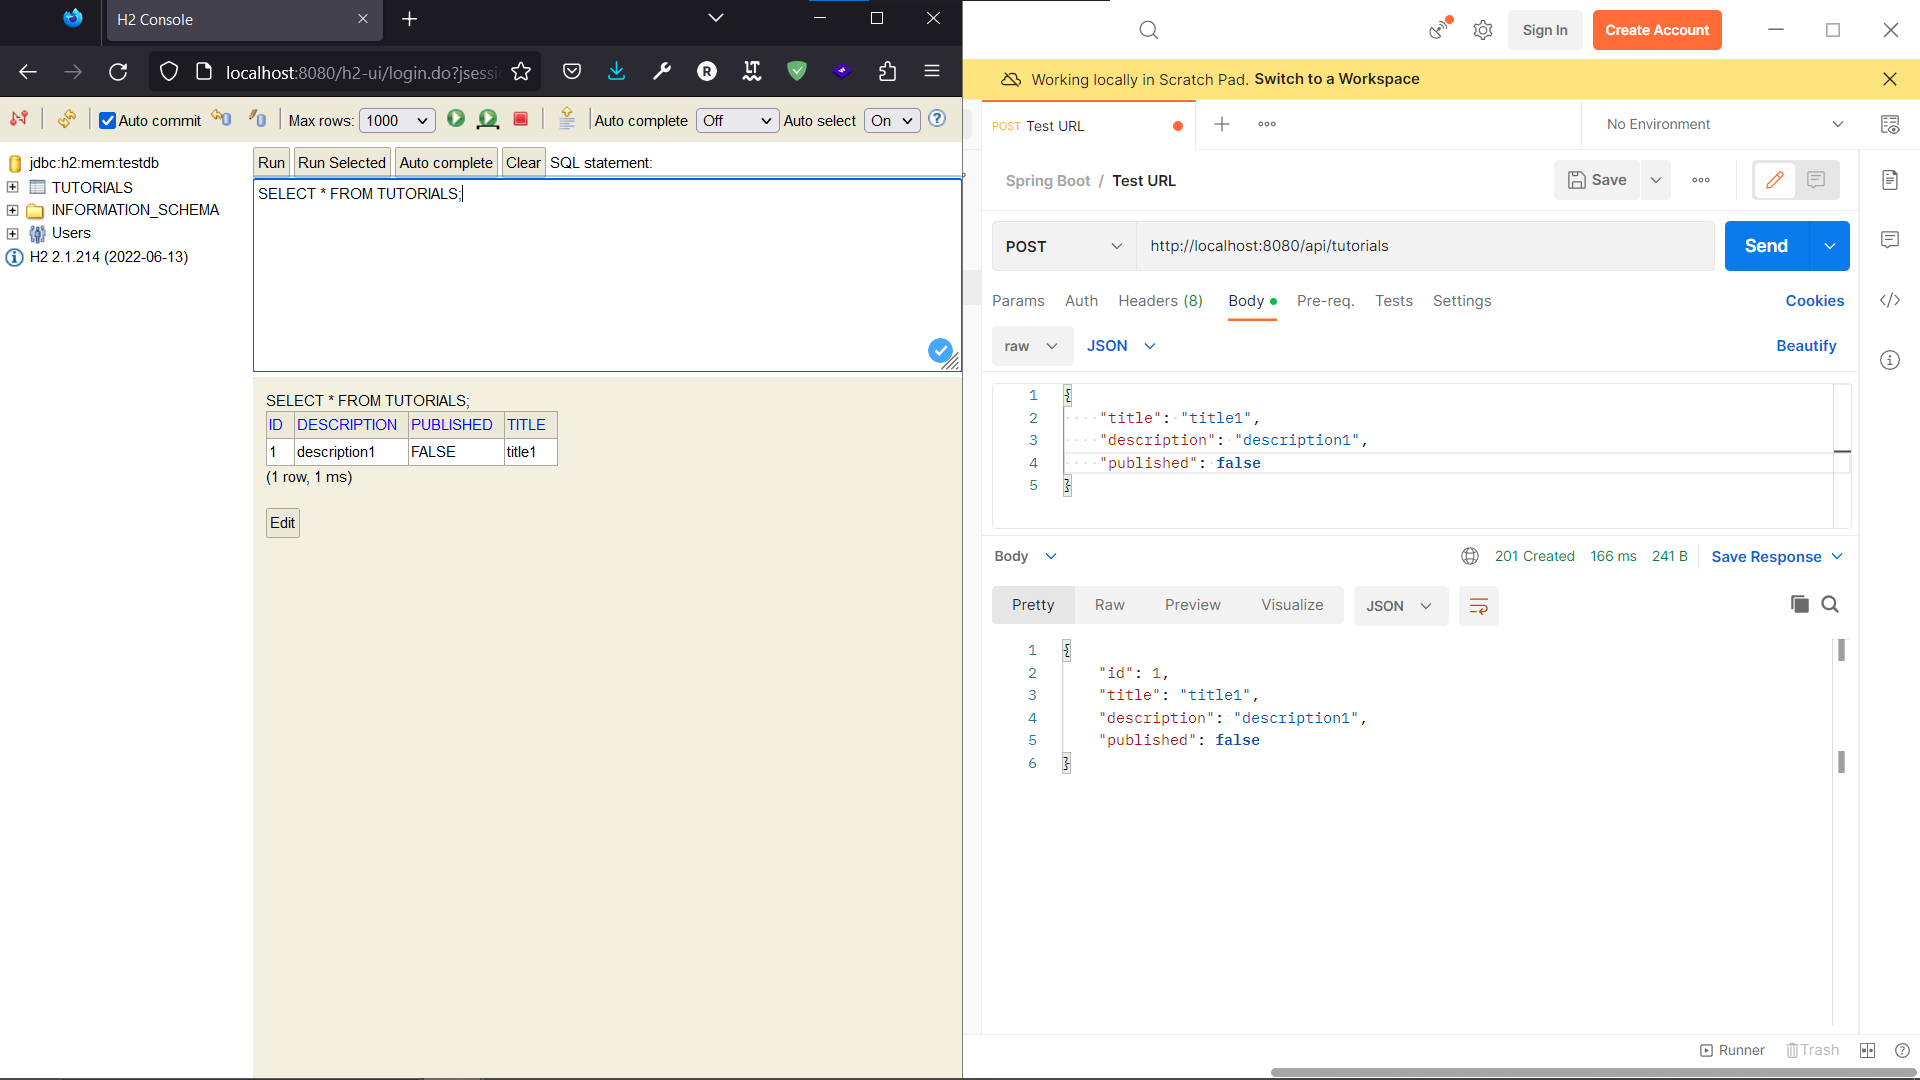 H2 Console
localhost:8080/h2-ui/login.do?jsessi
Auto commit
Max rows: 1000
Auto complete Off
Auto select On
jdbc:h2:mem:testdb
TUTORIALS
INFORMATION_SCHEMA
Users
H2 2.1.214 (2022-06-13)
Run
Run Selected
Auto complete
Clear
SQL statement:
SELECT * FROM TUTORIALS;
SELECT * FROM TUTORIALS;
ID DESCRIPTION PUBLISHED TITLE
1 description1 FALSE title1
(1 row, 1 ms)
Edit
Sign In
Create Account
Working locally in Scratch Pad. Switch to a Workspace
POST Test URL
No Environment
Spring Boot / Test URL
Save
POST
http://localhost:8080/api/tutorials
Send
Params Auth Headers (8) Body Pre-req. Tests Settings
Cookies
raw
JSON
Beautify
1 {
2 "title": "title1",
3 "description": "description1",
4 "published": false
5 }
Body
201 Created 166 ms 241 B
Save Response
Pretty Raw Preview Visualize
JSON
1 {
2 "id": 1,
3 "title": "title1",
4 "description": "description1",
5 "published": false
6 }
Runner
Trash